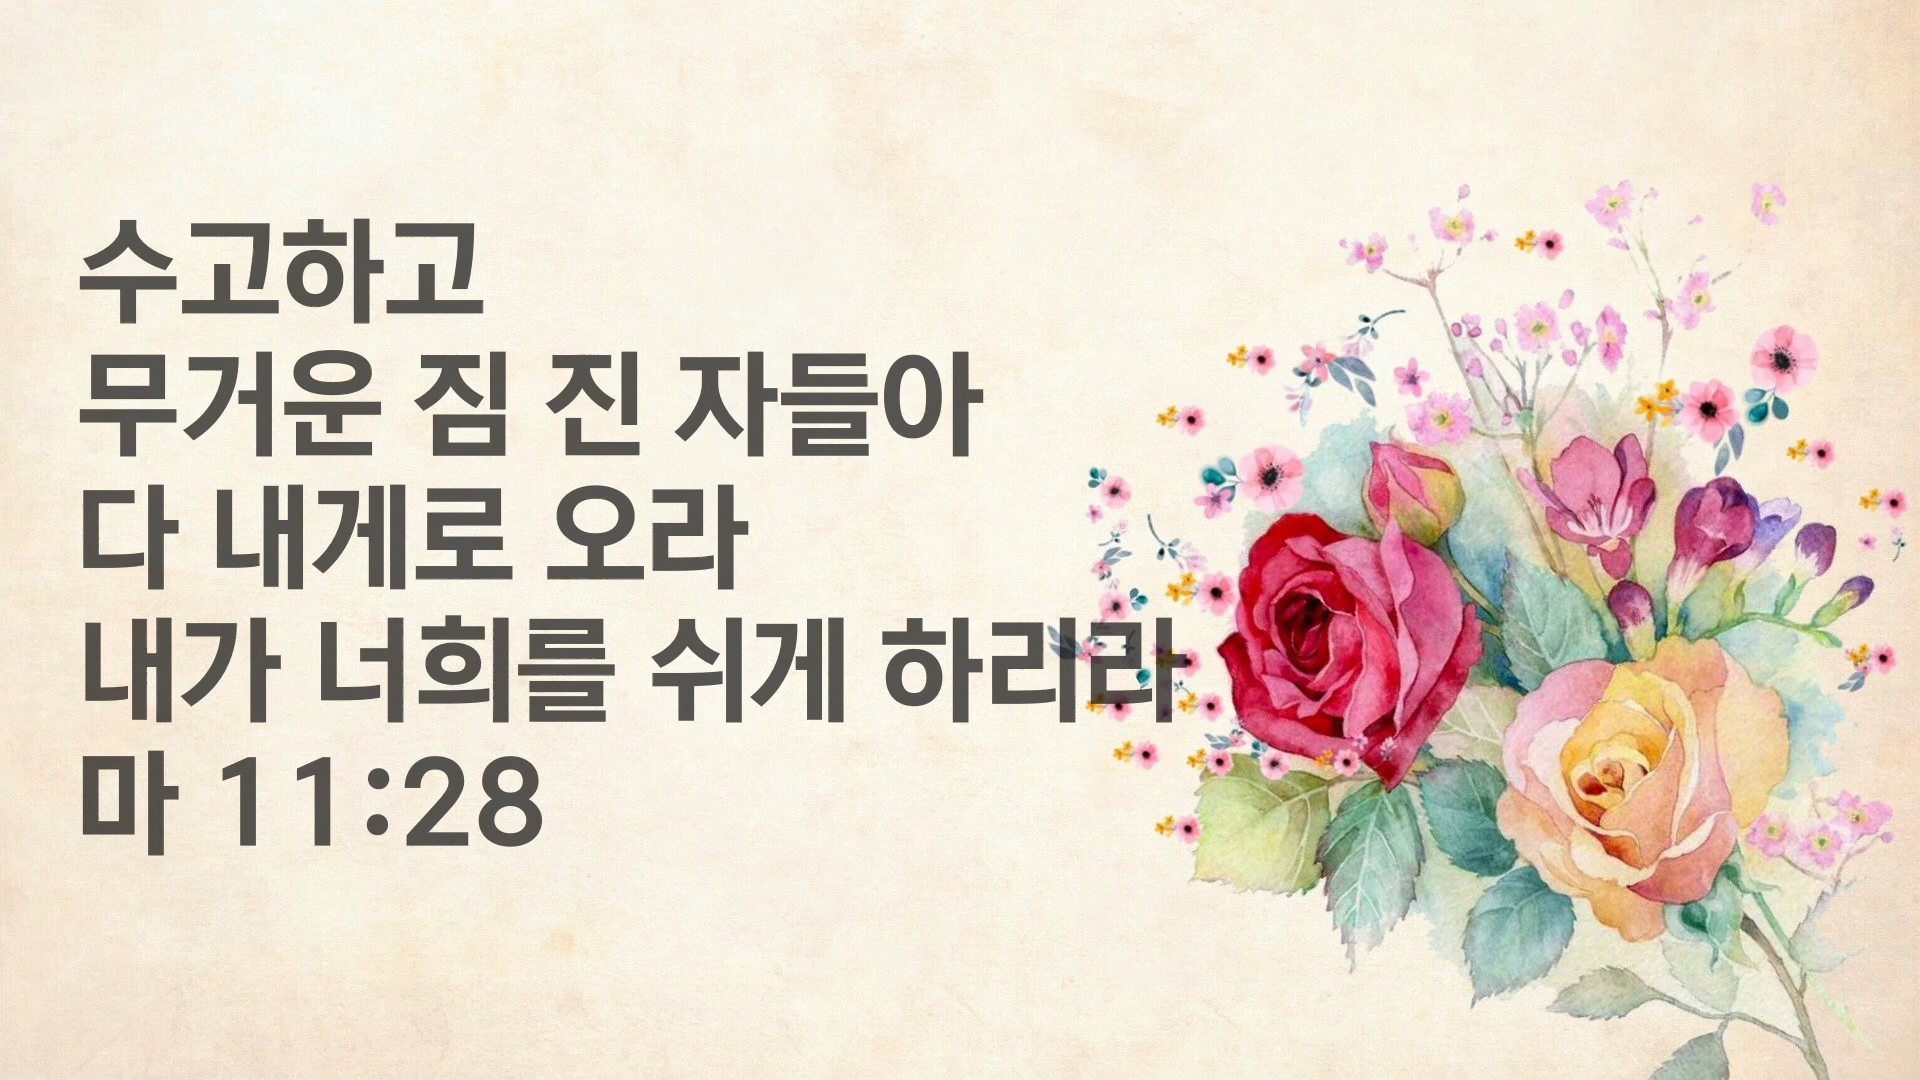 수고하고
무거운 짐 진 자들아
다 내게로 오라
내가 너희를 쉬게 하리라
마 11:28